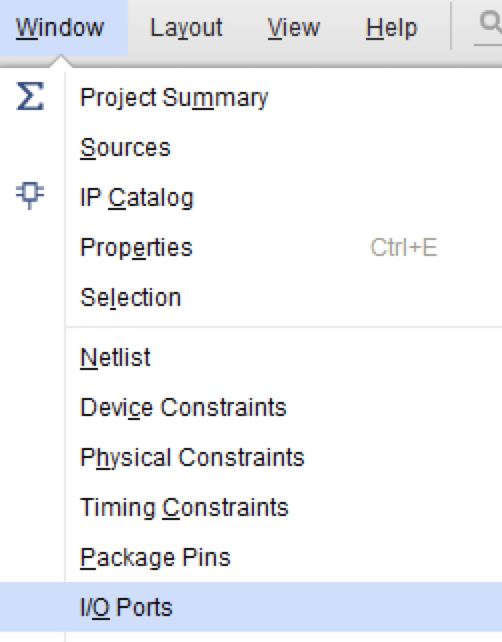 Window Layout View Help
Project Summary
Sources
IP Catalog
Properties Ctrl+E
Selection
Netlist
Device Constraints
Physical Constraints
Timing Constraints
Package Pins
I/O Ports